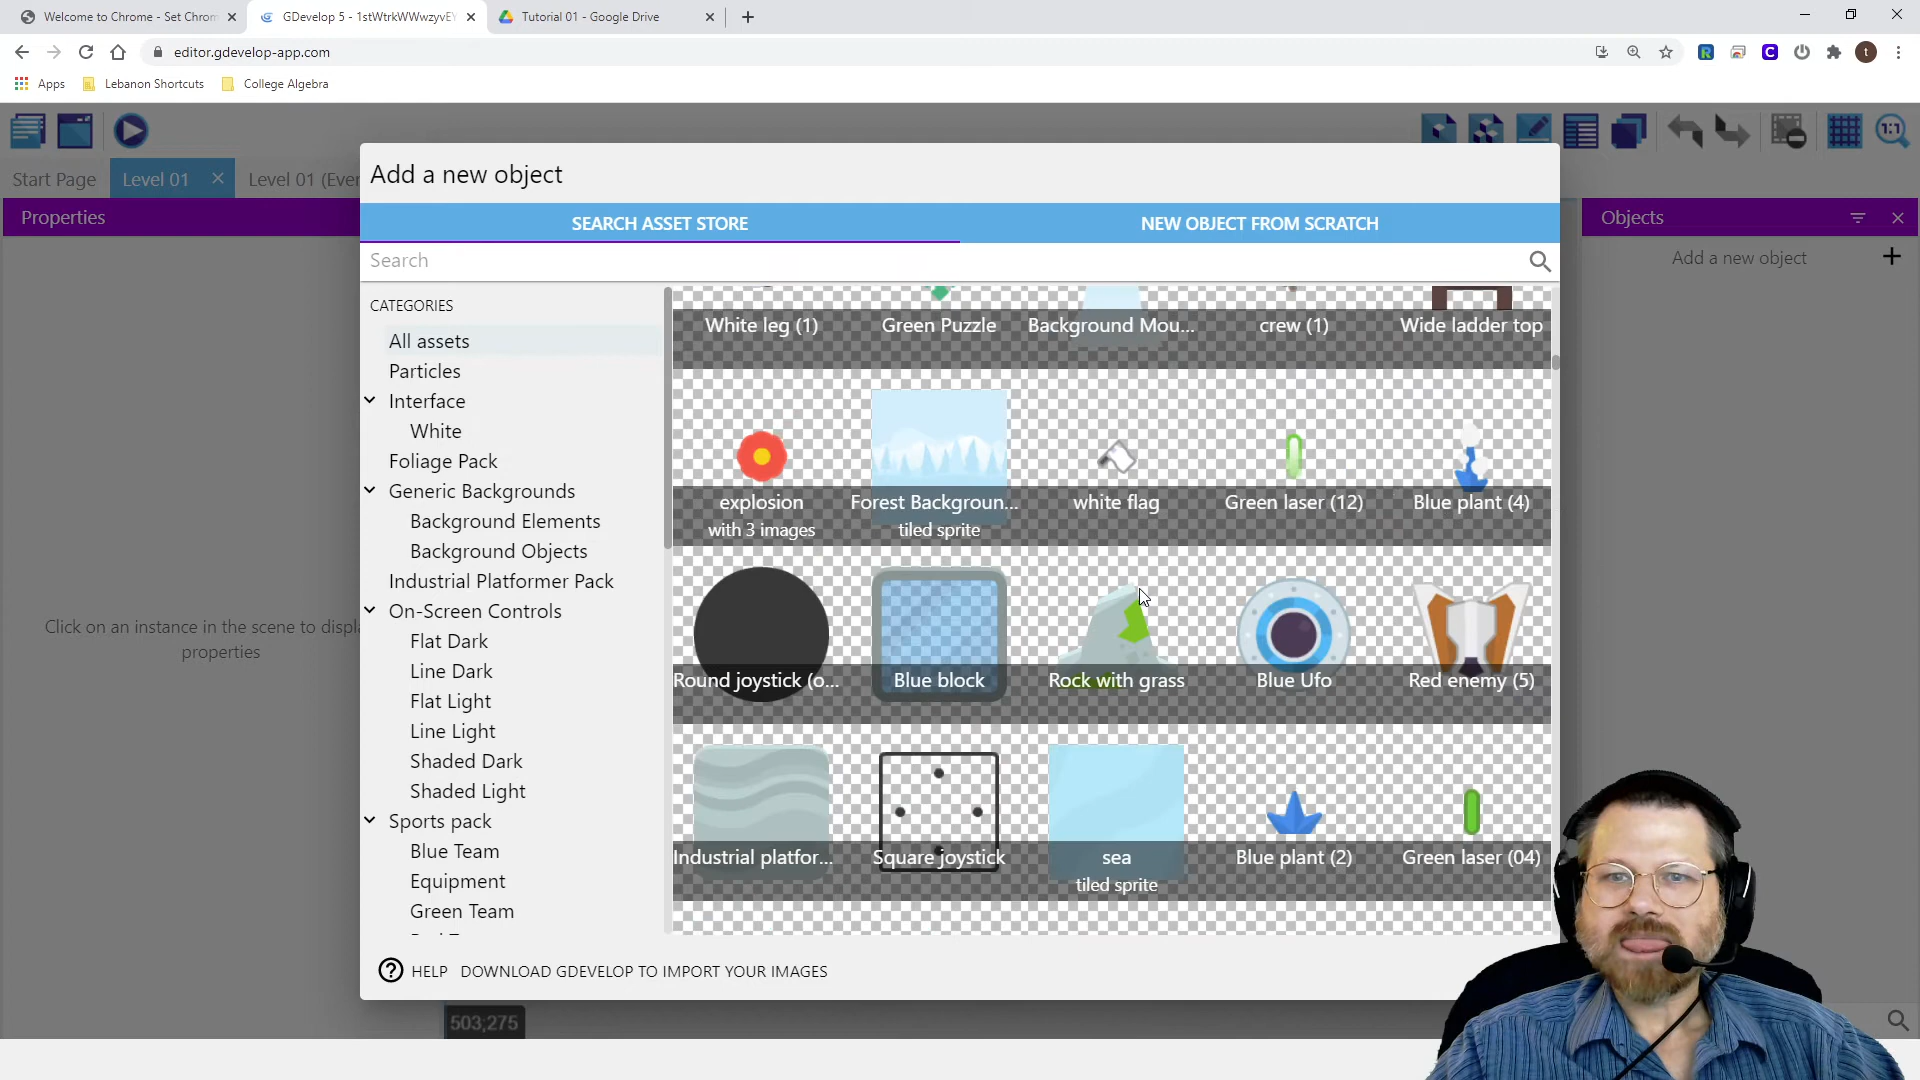 Welcome to Chrome - Set Chrom
GDevelop 5 - 1stWtrkWWwzyvEY
Tutorial 01 - Google Drive
editor.gdevelop-app.com
Apps
Lebanon Shortcuts
College Algebra
Start Page
Level 01
Level 01 (Ever
Properties
Click on an instance in the scene to displa
properties
Add a new object
SEARCH ASSET STORE
NEW OBJECT FROM SCRATCH
Search
CATEGORIES
All assets
Particles
Interface
White
Foliage Pack
Generic Backgrounds
Background Elements
Background Objects
Industrial Platformer Pack
On-Screen Controls
Flat Dark
Line Dark
Flat Light
Line Light
Shaded Dark
Shaded Light
Sports pack
Blue Team
Equipment
Green Team
White leg (1)
Green Puzzle
Background Mou...
crew (1)
Wide ladder top
explosion
with 3 images
Forest Backgroun...
tiled sprite
white flag
Green laser (12)
Blue plant (4)
Round joystick (o...
Blue block
Rock with grass
Blue Ufo
Red enemy (5)
Industrial platfor...
Square joystick
sea
tiled sprite
Blue plant (2)
Green laser (04)
HELP
DOWNLOAD GDEVELOP TO IMPORT YOUR IMAGES
503;275
Objects
Add a new object
1:1
R
C
t